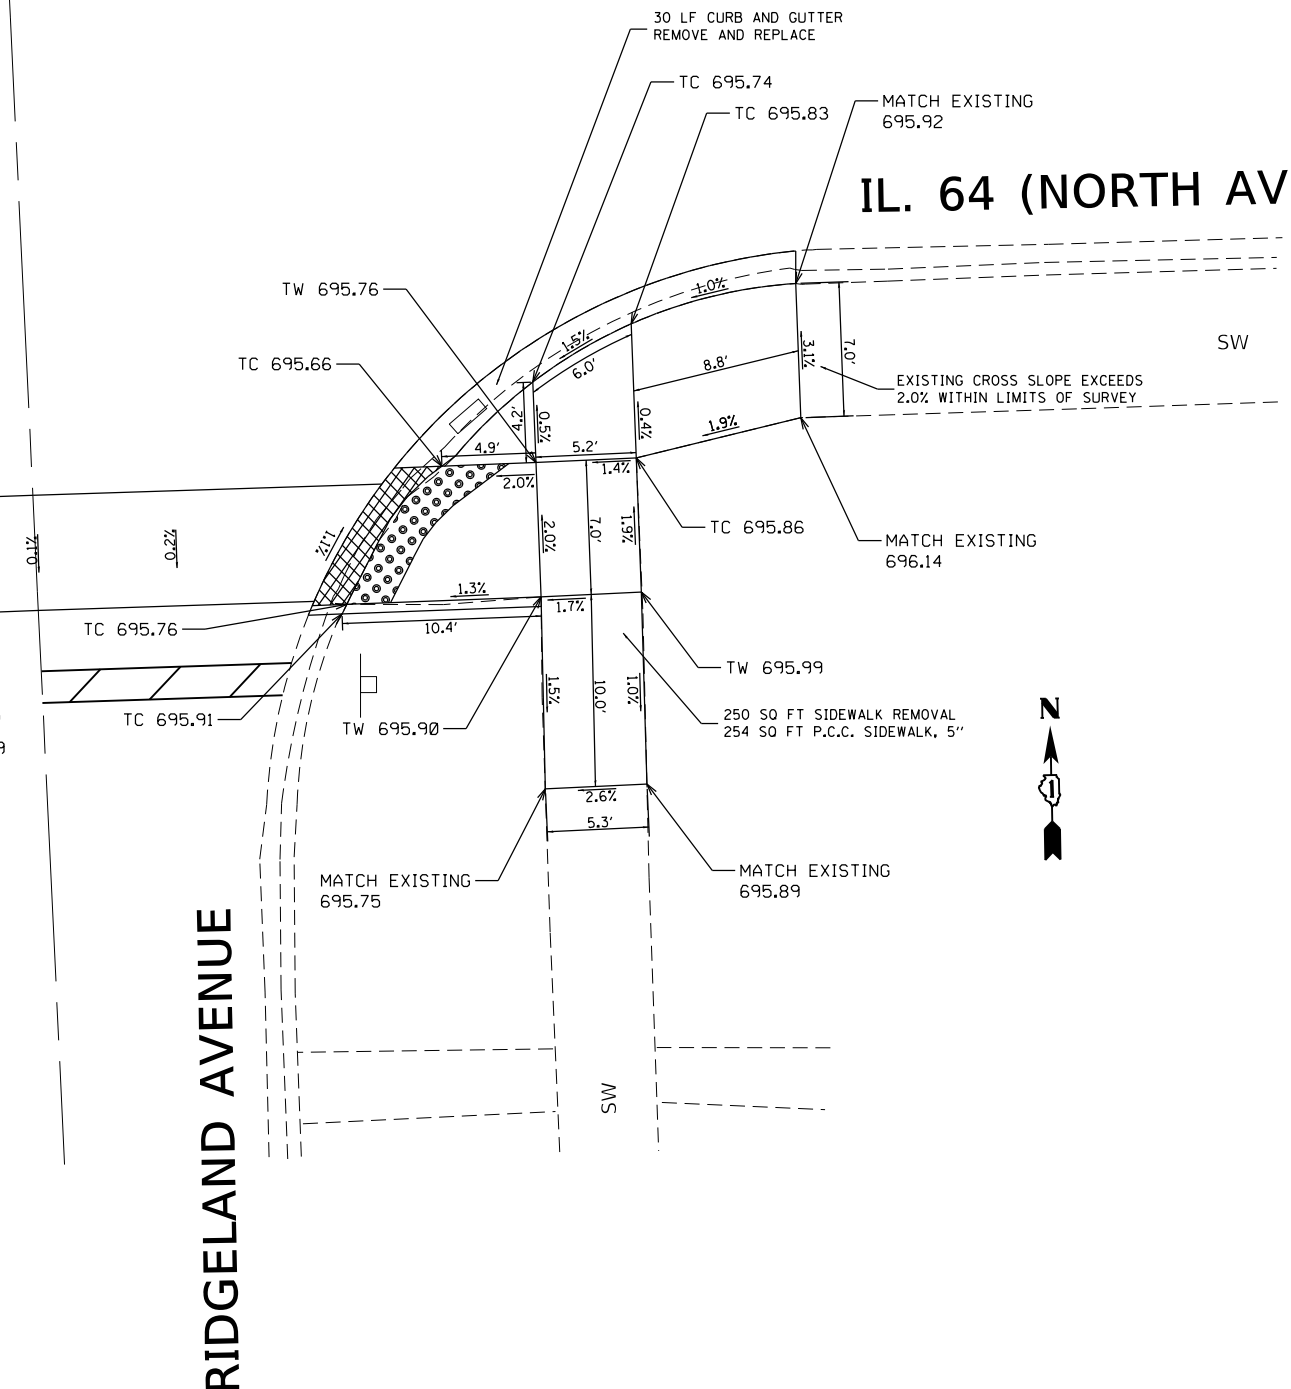 30 LF CURB AND GUTTER
REMOVE AND REPLACE
TC 695.74
TC 695.83
MATCH EXISTING
695.92
IL. 64 (NORTH AV
TW 695.76
TC 695.66
1.0%
1.5%
6.0'
8.8'
3.1%
7.0'
SW
EXISTING CROSS SLOPE EXCEEDS
2.0% WITHIN LIMITS OF SURVEY
4.2'
0.5%
0.4%
1.9%
4.9'
5.2'
2.0%
1.4%
0.1%
0.2%
1.1%
2.0%
7.0'
1.9%
TC 695.86
MATCH EXISTING
696.14
1.3%
1.7%
TC 695.76
10.4'
TW 695.99
1.5%
10.0'
1.0%
TC 695.91
TW 695.90
250 SQ FT SIDEWALK REMOVAL
254 SQ FT P.C.C. SIDEWALK, 5"
N
1
9
2.6%
5.3'
MATCH EXISTING
695.75
MATCH EXISTING
695.89
RIDGELAND AVENUE
SW